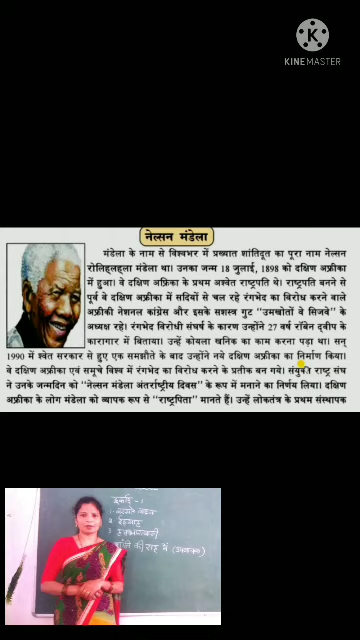 K
KINEMASTER
नेल्सन मंडेला
मंडेला के नाम से विश्वभर में प्रख्यात शांतिदूत का पूरा नाम नेल्सन
रोलिह्लह्ला मंडेला था। उनका जन्म 18 जुलाई, 1898 को दक्षिण अफ्रीका
में हुआ। वे दक्षिण अफ्रिका के प्रथम अश्वेत राष्ट्रपति थे। राष्ट्रपति बनने से
पूर्व वे दक्षिण अफ्रीका में सदियों से चल रहे रंगभेद का विरोध करने वाले
अफ्रीकी नेशनल कांग्रेस और इसके सशस्त्र गुट "उमखोंतों वे सिजवे" के
अध्यक्ष रहे। रंगभेद विरोधी संघर्ष के कारण उन्होंने 27 वर्ष रॉबेन द्वीप के
कारागार में बिताया। उन्हें कोयला खनिक का काम करना पड़ा था। सन्
1990 में श्वेत सरकार से हुए एक समझौते के बाद उन्होंने नये दक्षिण अफ्रीका का निर्माण किया।
वे दक्षिण अफ्रीका एवं समूचे विश्व में रंगभेद का विरोध करने के प्रतीक बन गये। संयुक्त राष्ट्र संघ
ने उनके जन्मदिन को "नेल्सन मंडेला अंतर्राष्ट्रीय दिवस" के रूप में मनाने का निर्णय लिया। दक्षिण
अफ्रीका के लोग मंडेला को व्यापक रूप से "राष्ट्रपिता" मानते हैं। उन्हें लोकतंत्र के प्रथम संस्थापक
इकाई - 1
की राह में